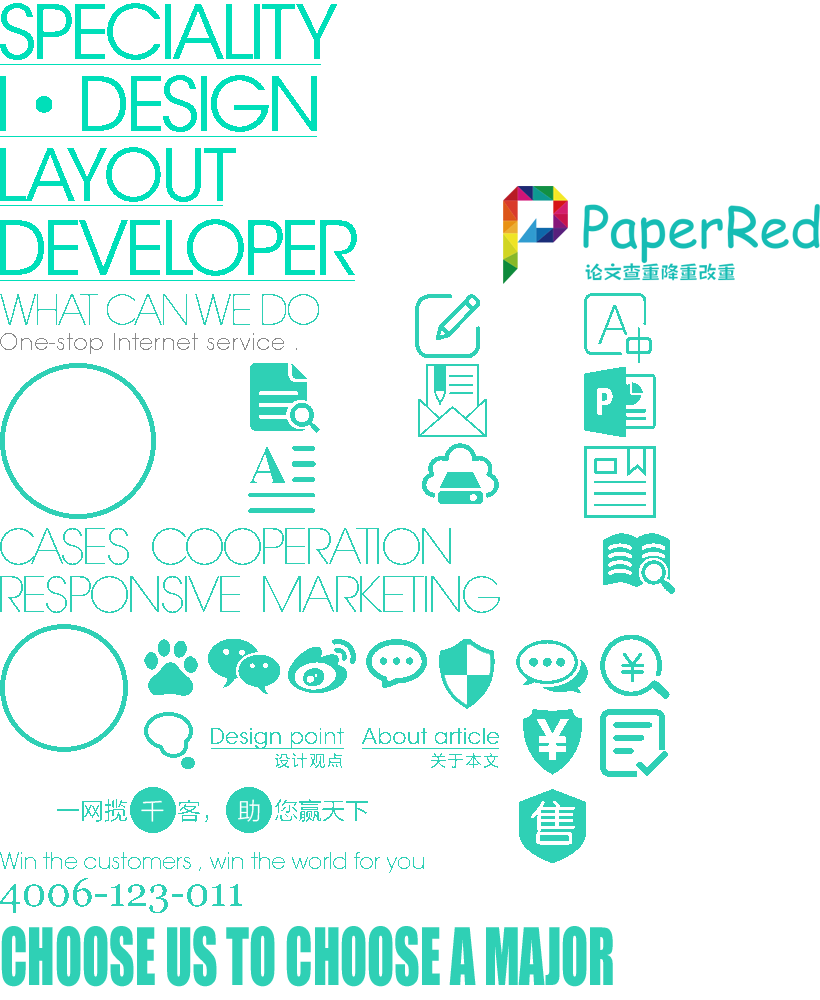 SPECIALITY
I • DESIGN
LAYOUT
DEVELOPER
PaperRed
论文查重降重改重
WHAT CAN WE DO
One-stop Internet service .
A中
P
A
CASES COOPERATION
RESPONSIVE MARKETING
¥
Design point
设计观点
About article
关于本文
¥
一网揽千客，助您赢天下
售
Win the customers , win the world for you
4006-123-011
CHOOSE US TO CHOOSE A MAJOR